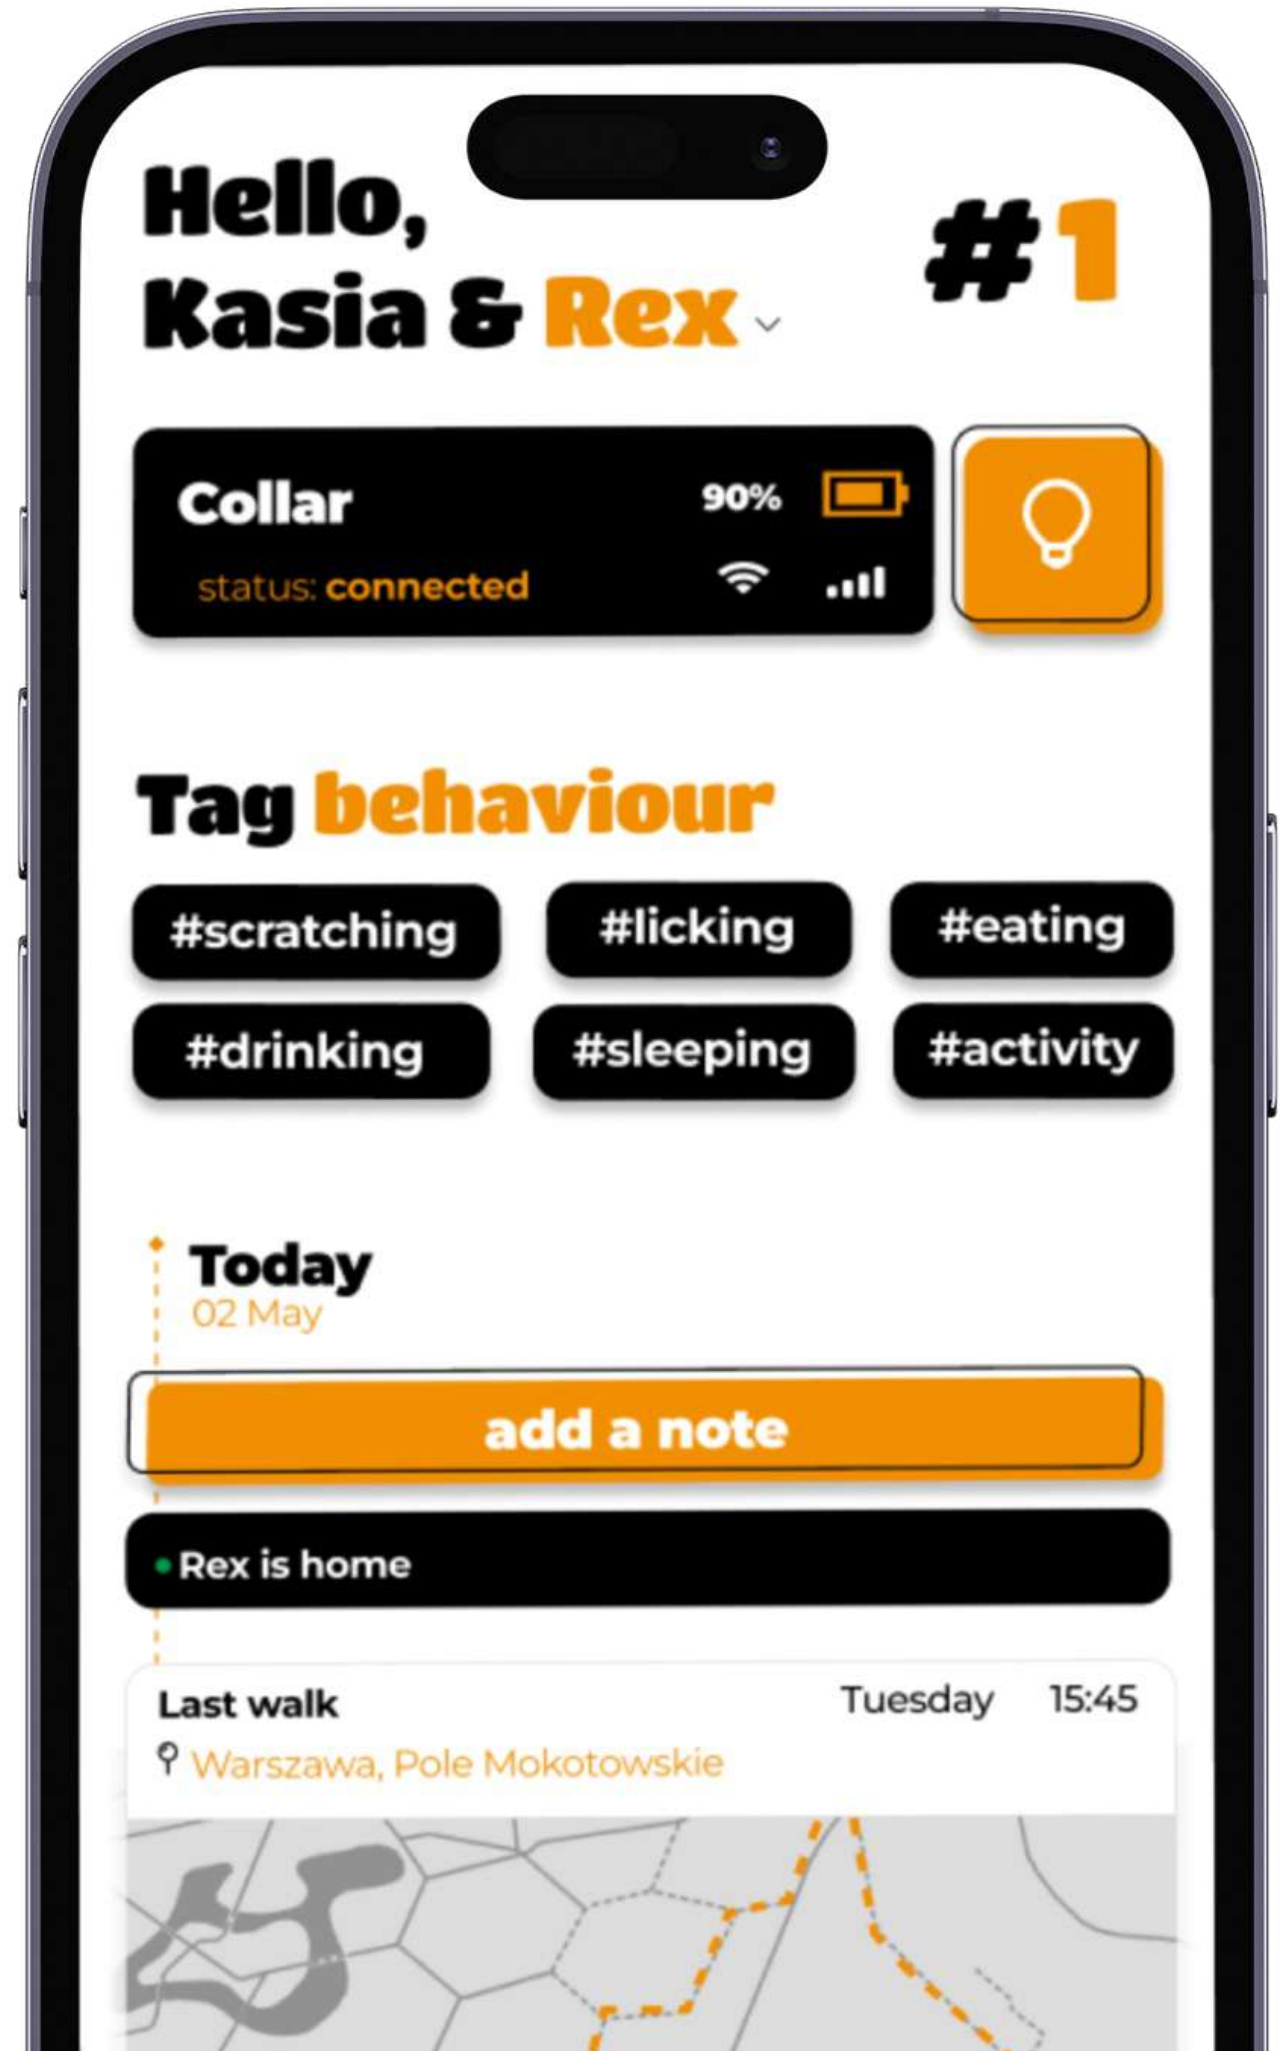 Hello,
Kasia & Rex
#1
Collar
90%
status: connected
Tag behaviour
#scratching
#licking
#eating
#drinking
#sleeping
#activity
Today
02 May
add a note
Rex is home
Last walk
Tuesday
15:45
Warszawa, Pole Mokotowskie